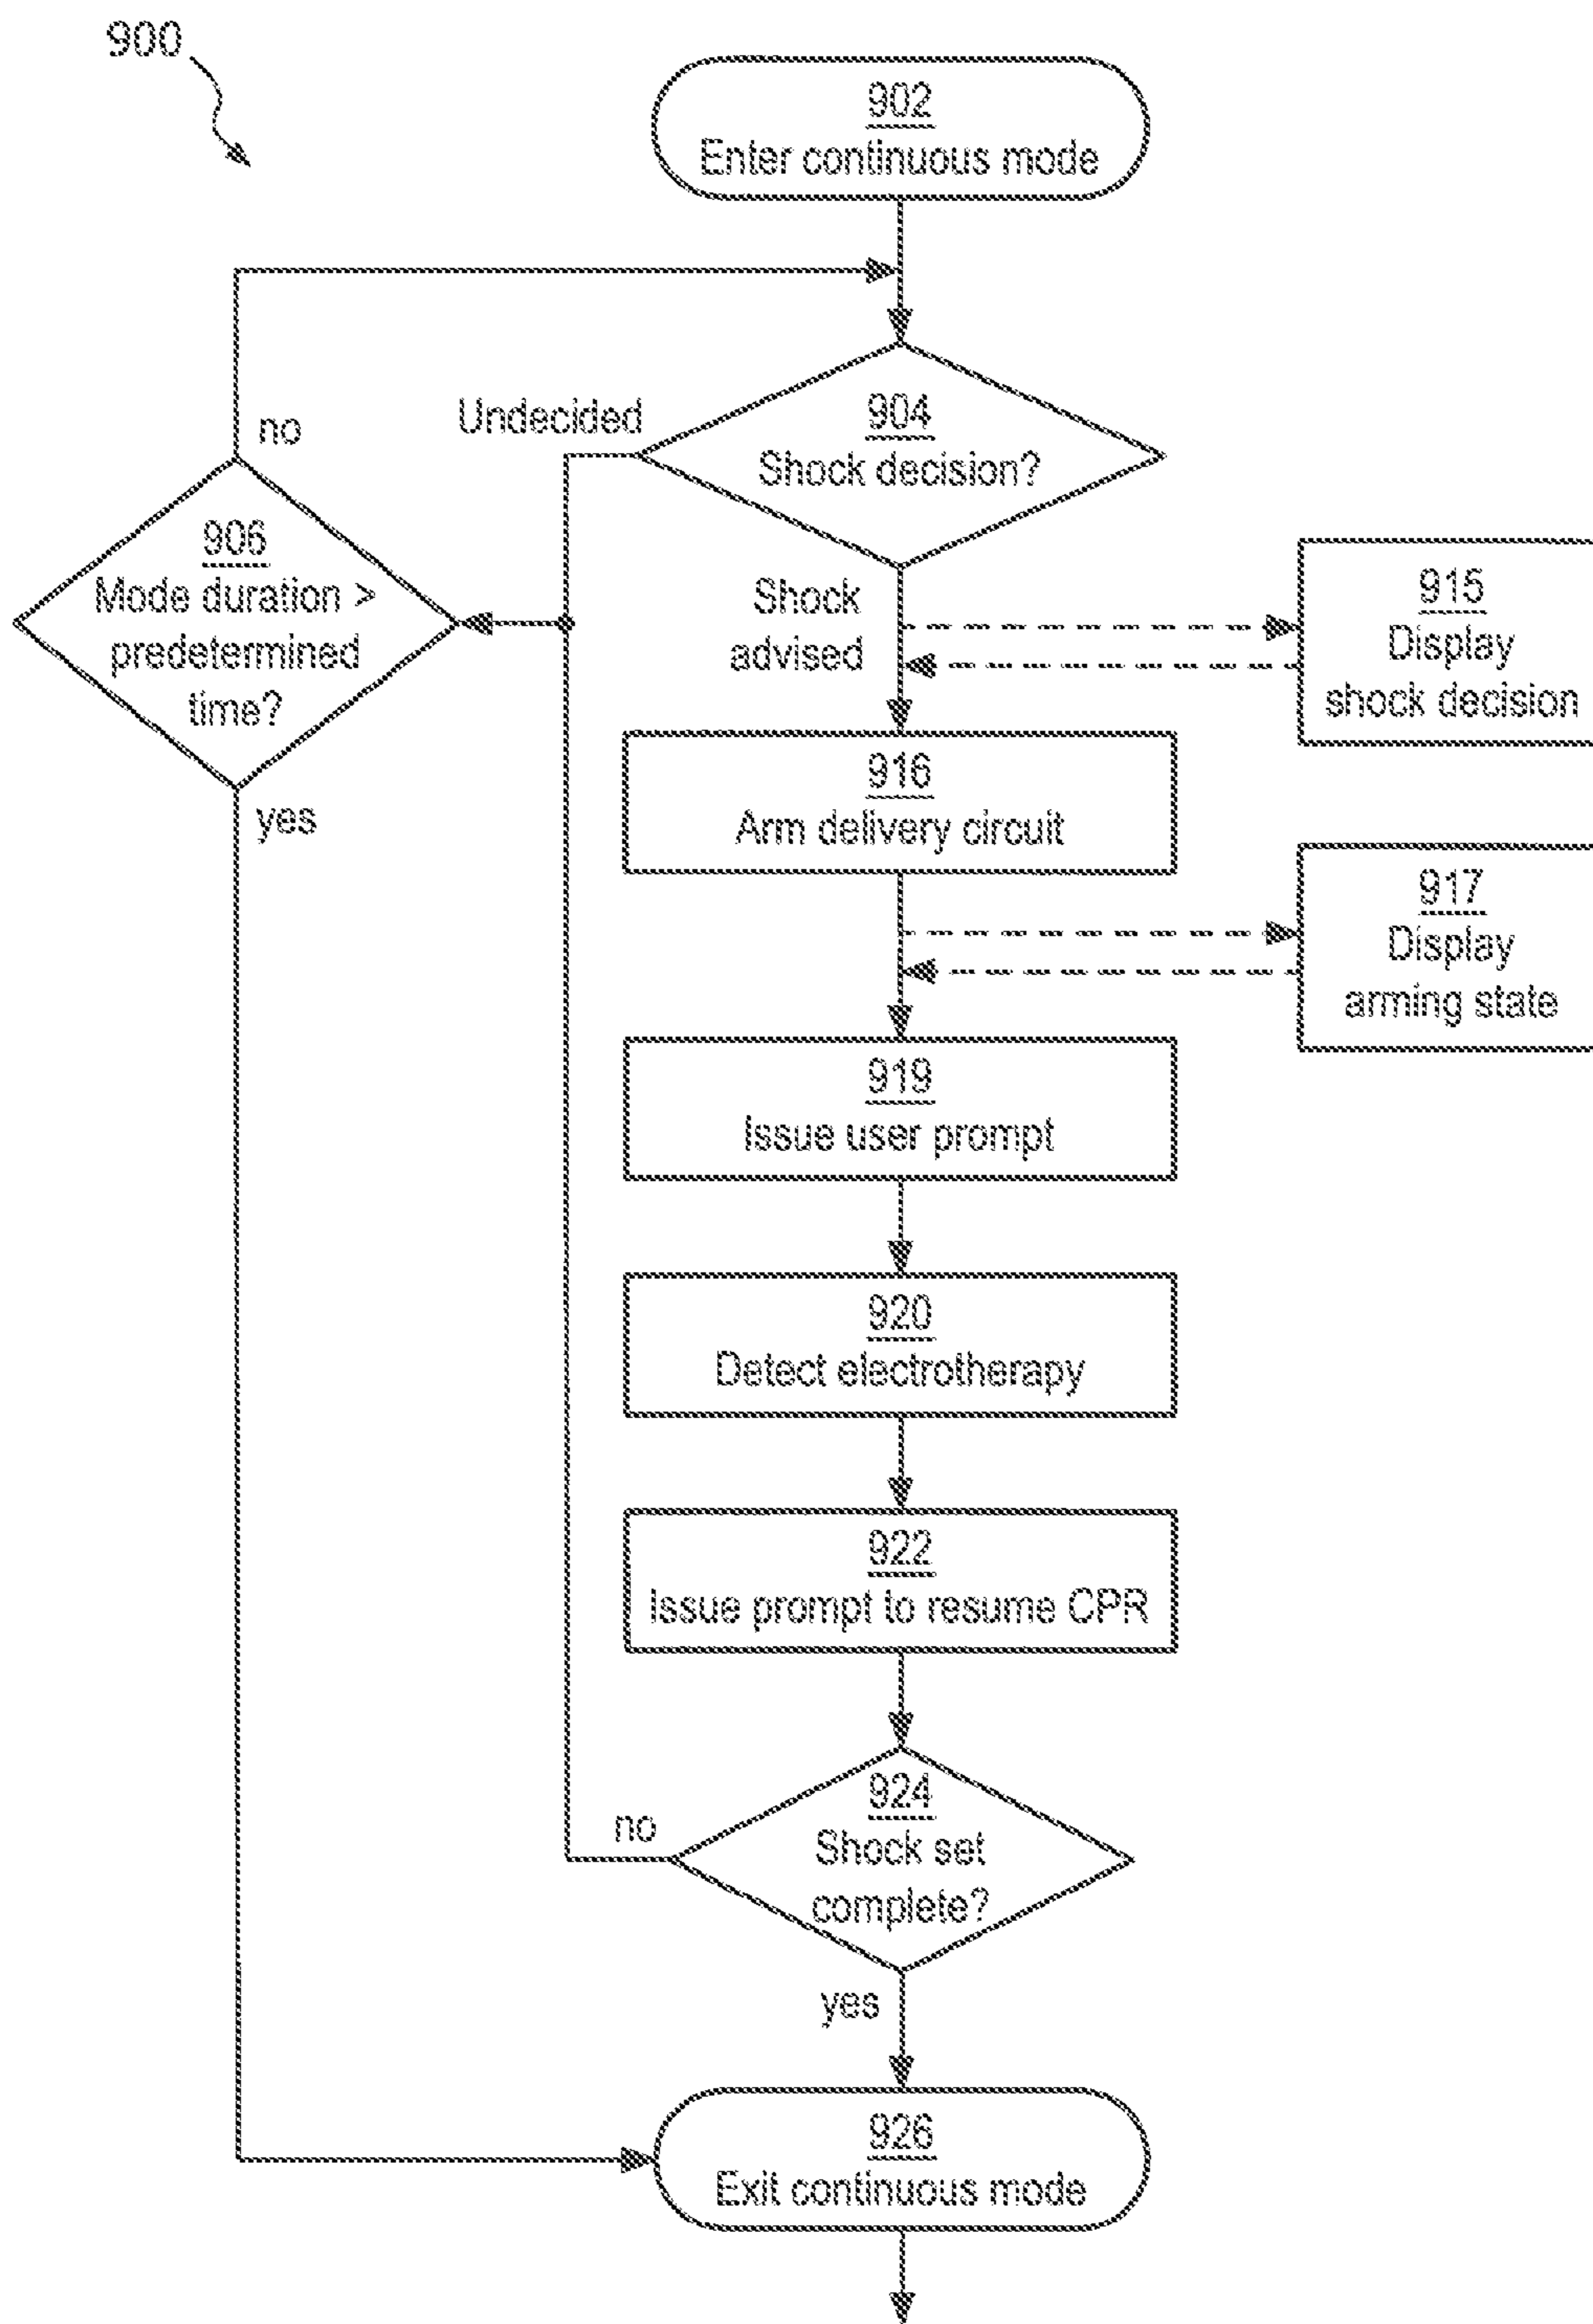 900
902
Enter continuous mode
Undecided
904
Shock decision?
no
906
Mode duration >
predetermined
time?
yes
Shock
advised
915
Display
shock decision
916
Arm delivery circuit
917
Display
arming state
919
Issue user prompt
920
Detect electrotherapy
922
Issue prompt to resume CPR
924
Shock set
complete?
no
yes
926
Exit continuous mode